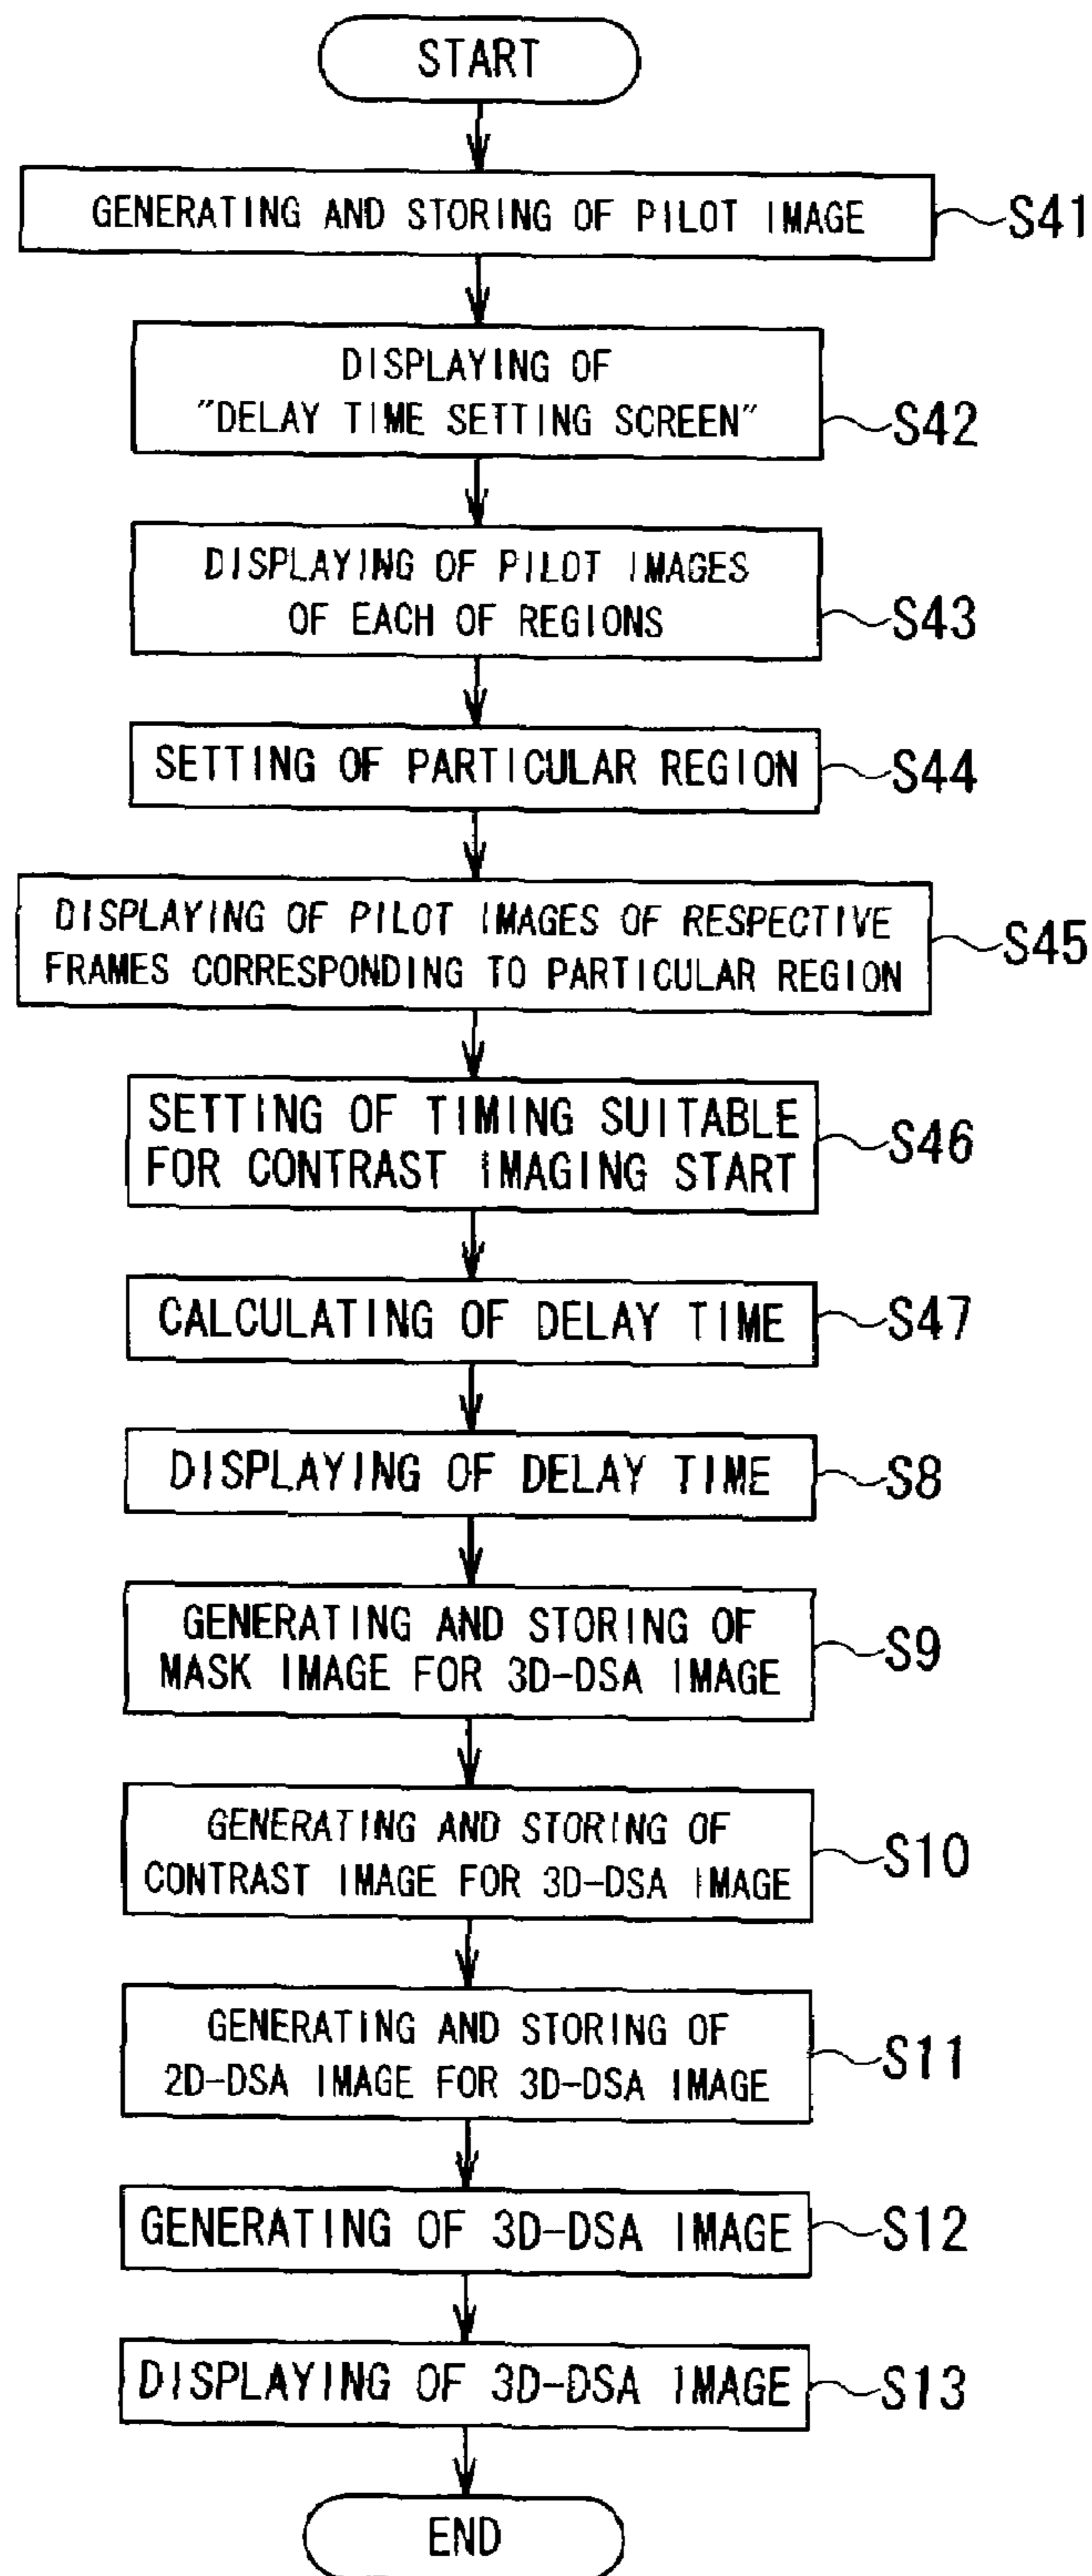 START
GENERATING AND STORING OF PILOT IMAGE
S41
DISPLAYING OF
"DELAY TIME SETTING SCREEN"
S42
DISPLAYING OF PILOT IMAGES
OF EACH OF REGIONS
S43
SETTING OF PARTICULAR REGION
S44
DISPLAYING OF PILOT IMAGES OF RESPECTIVE
FRAMES CORRESPONDING TO PARTICULAR REGION
S45
SETTING OF TIMING SUITABLE
FOR CONTRAST IMAGING START
S46
CALCULATING OF DELAY TIME
S47
DISPLAYING OF DELAY TIME
S8
GENERATING AND STORING OF
MASK IMAGE FOR 3D-DSA IMAGE
S9
GENERATING AND STORING OF
CONTRAST IMAGE FOR 3D-DSA IMAGE
S10
GENERATING AND STORING OF
2D-DSA IMAGE FOR 3D-DSA IMAGE
S11
GENERATING OF 3D-DSA IMAGE
S12
DISPLAYING OF 3D-DSA IMAGE
S13
END